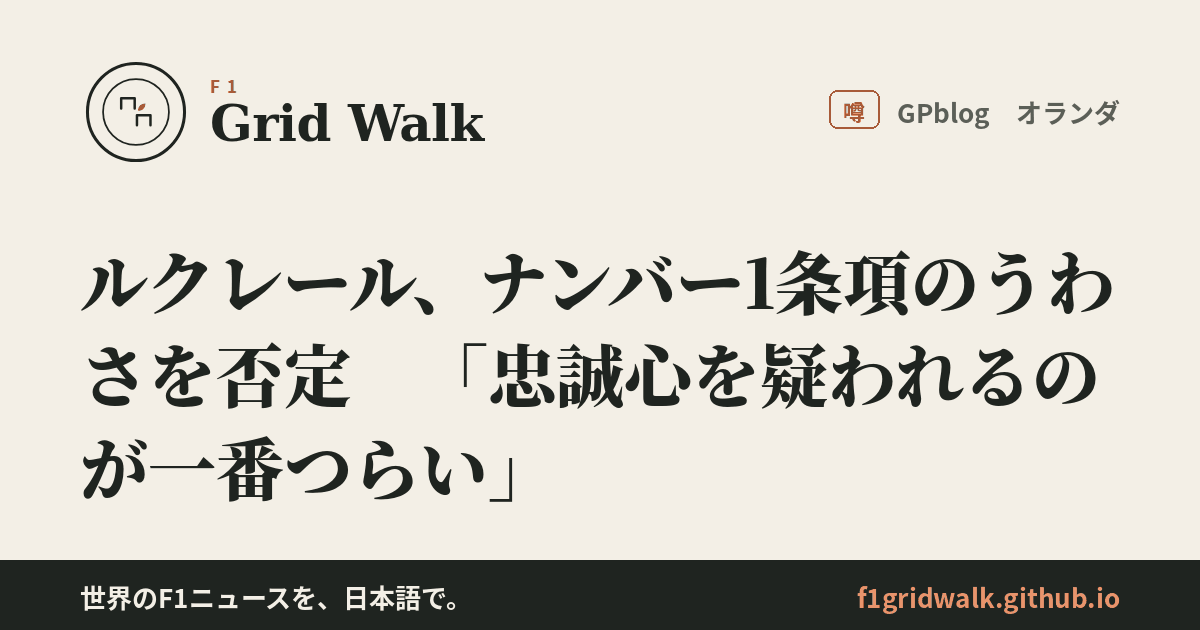 F1
Grid Walk
噂 GPblog オランダ
ルクレール、ナンバー1条項のうわ
さを否定　「忠誠心を疑われるの
が一番つらい」
世界のF1ニュースを、日本語で。
f1gridwalk.github.io